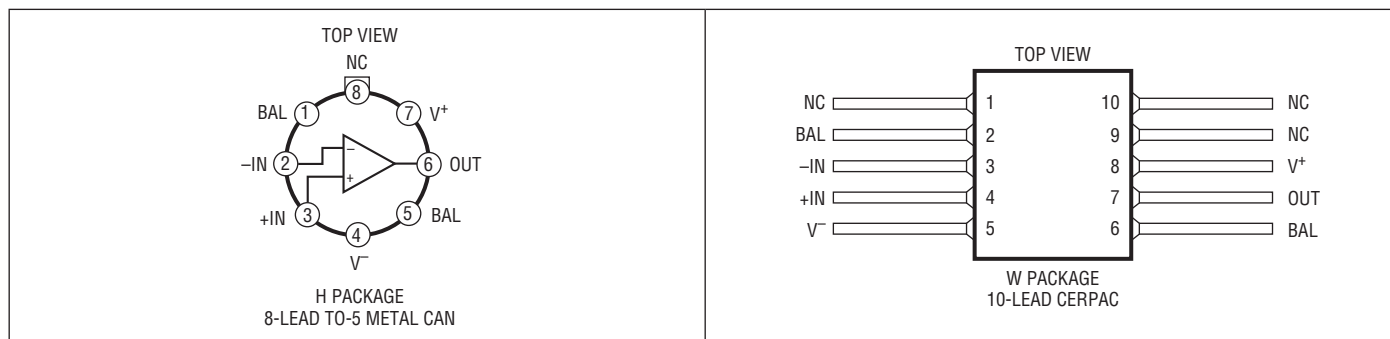 TOP VIEW
NC
8
BAL 1
7 V⁺
–IN 2
–
6 OUT
+
+IN 3
5 BAL
4
V⁻
H PACKAGE
8-LEAD TO-5 METAL CAN
TOP VIEW
NC 1 10 NC
BAL 2 9 NC
–IN 3 8 V⁺
+IN 4 7 OUT
V⁻ 5 6 BAL
W PACKAGE
10-LEAD CERPAC